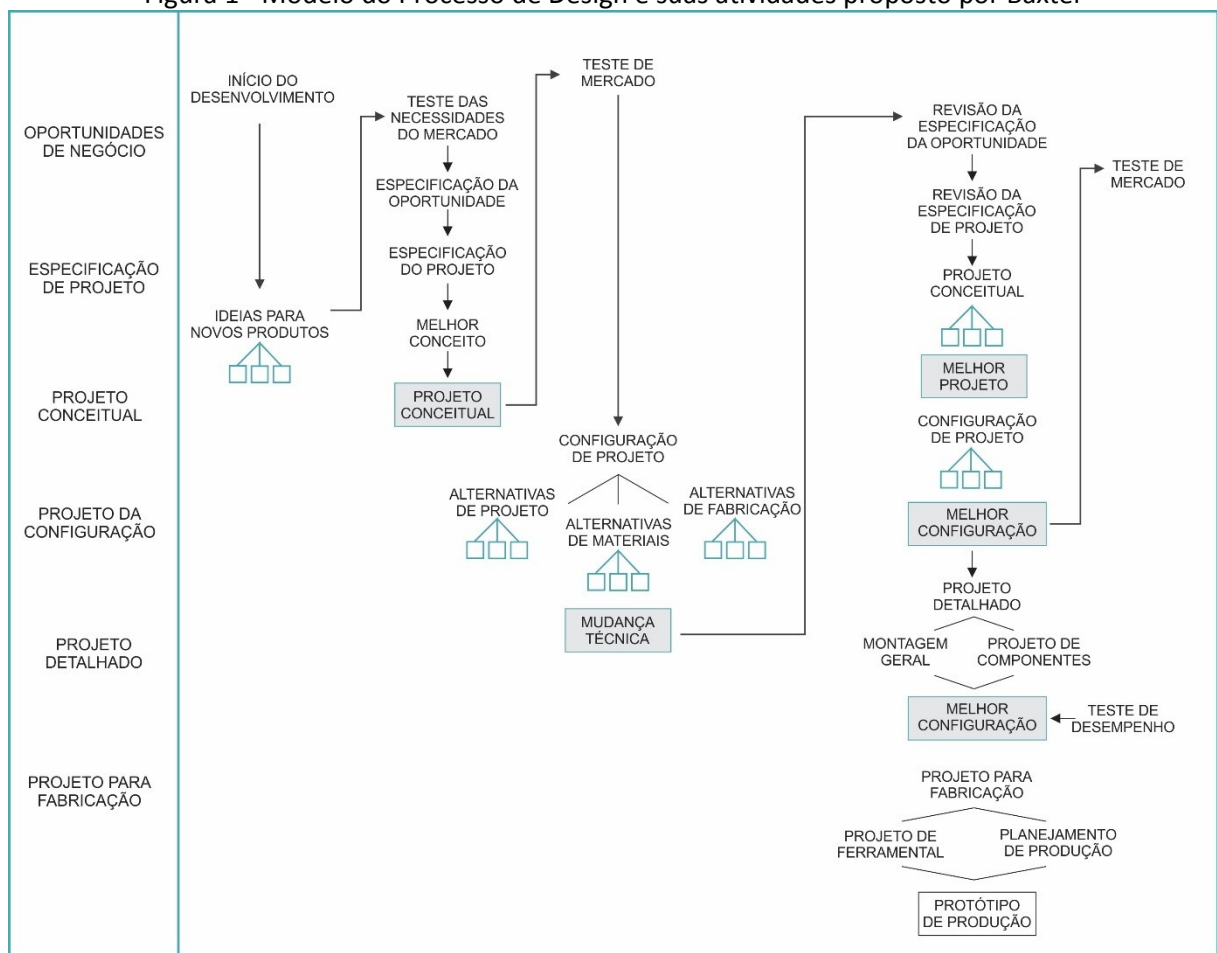 Figura 1 - Modelo do Processo de Design e suas atividades proposto por Baxter
OPORTUNIDADES
DE NEGÓCIO
ESPECIFICAÇÃO
DE PROJETO
PROJETO
CONCEITUAL
PROJETO DA
CONFIGURAÇÃO
PROJETO
DETALHADO
PROJETO PARA
FABRICAÇÃO
INÍCIO DO
DESENVOLVIMENTO
IDEIAS PARA
NOVOS PRODUTOS
TESTE DAS
NECESSIDADES
DO MERCADO
ESPECIFICAÇÃO DA
OPORTUNIDADE
ESPECIFICAÇÃO
DO PROJETO
MELHOR
CONCEITO
PROJETO
CONCEITUAL
TESTE DE
MERCADO
CONFIGURAÇÃO
DE PROJETO
ALTERNATIVAS
DE PROJETO
ALTERNATIVAS
DE MATERIAIS
ALTERNATIVAS
DE FABRICAÇÃO
MUDANÇA
TÉCNICA
REVISÃO DA
ESPECIFICAÇÃO
DA OPORTUNIDADE
REVISÃO DA
ESPECIFICAÇÃO
DE PROJETO
PROJETO
CONCEITUAL
MELHOR
PROJETO
CONFIGURAÇÃO
DE PROJETO
MELHOR
CONFIGURAÇÃO
TESTE DE
MERCADO
PROJETO
DETALHADO
MONTAGEM
GERAL
PROJETO DE
COMPONENTES
MELHOR
CONFIGURAÇÃO
TESTE DE
DESEMPENHO
PROJETO PARA
FABRICAÇÃO
PROJETO DE
FERRAMENTAL
PLANEJAMENTO
DE PRODUÇÃO
PROTÓTIPO
DE PRODUÇÃO